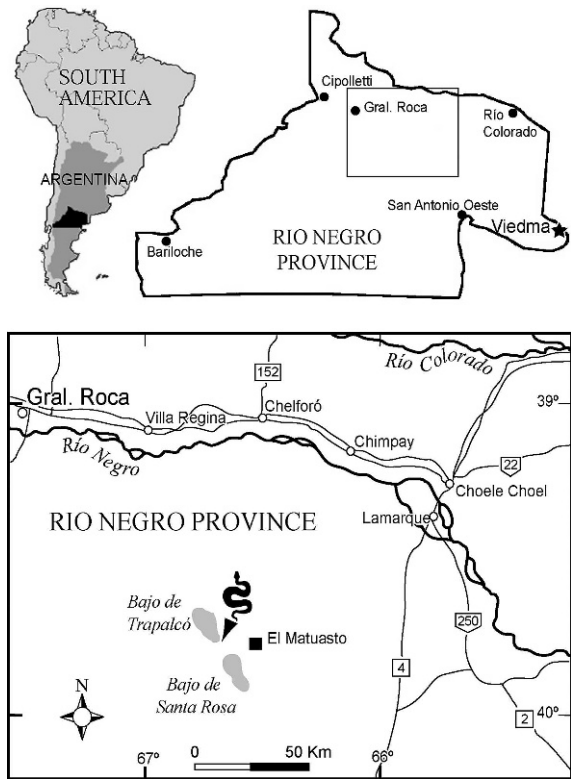 SOUTH
AMERICA
ARGENTINA
Cipolletti
Gral. Roca
Río
Colorado
San Antonio Oeste
Viedma
Bariloche
RIO NEGRO
PROVINCE
Río Colorado
152
39º
Gral. Roca
Villa Regina
Chelforó
Chimpay
Río Negro
22
Choele Choel
Lamarque
RIO NEGRO PROVINCE
Bajo de
Trapalcó
El Matuasto
250
Bajo de
Santa Rosa
4
N
2
40º
67º
0
50 Km
66º